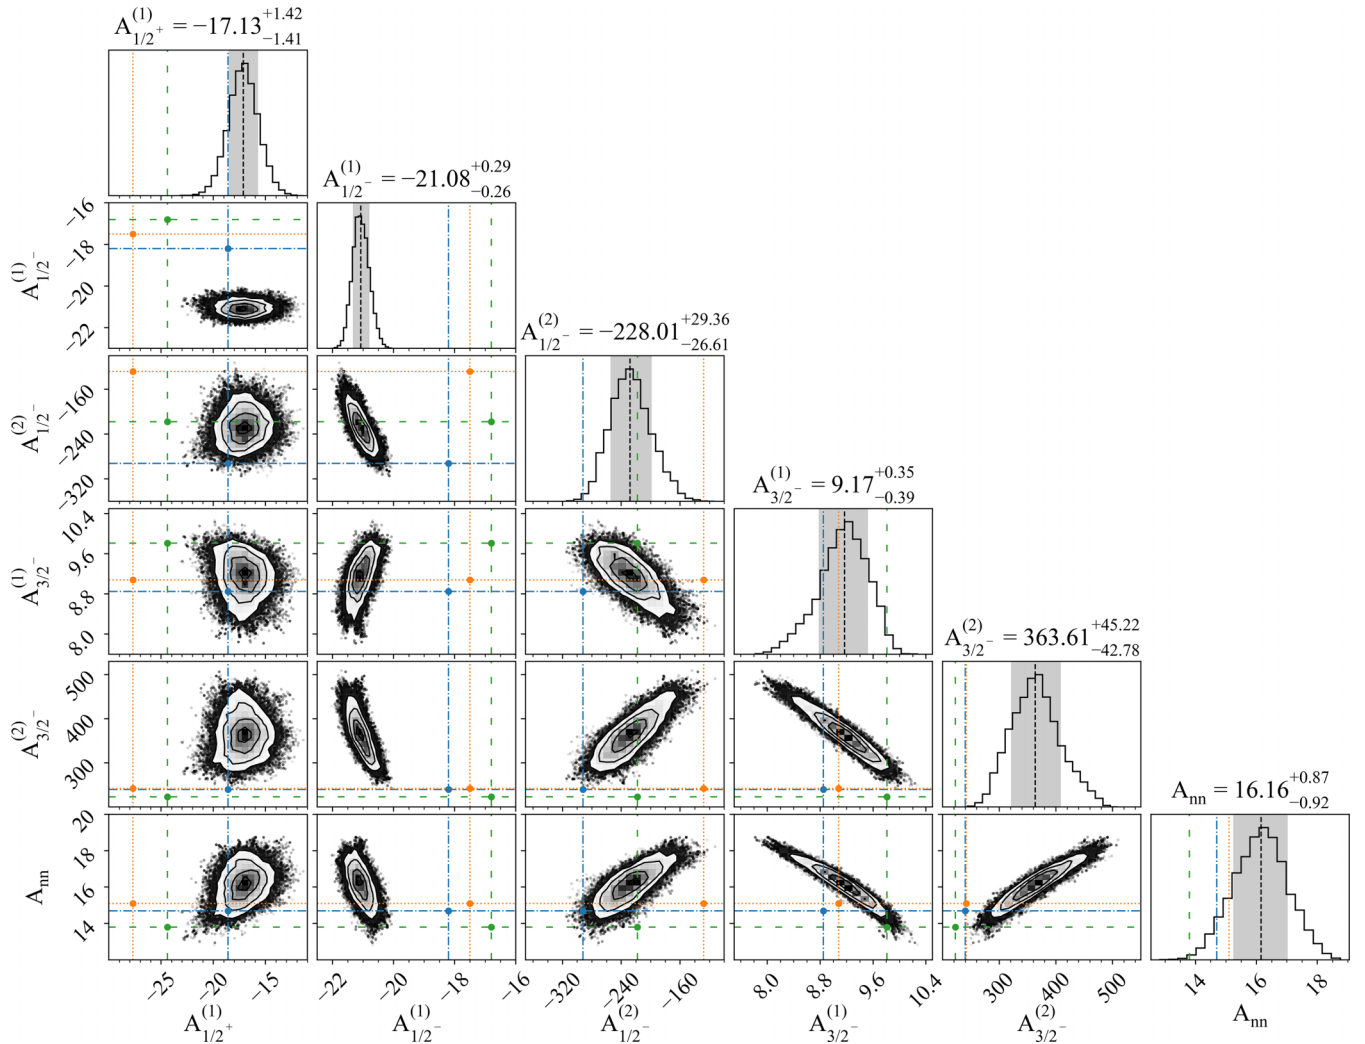 A^{(1)}_{1/2^+} = −17.13^{+1.42}_{−1.41}
−16
−18
−20
−22
A^{(1)}_{1/2^-}
A^{(1)}_{1/2^-} = −21.08^{+0.29}_{−0.26}
−160
−240
−320
A^{(2)}_{1/2^-}
A^{(2)}_{1/2^-} = −228.01^{+29.36}_{−26.61}
10.4
9.6
8.8
8.0
A^{(1)}_{3/2^-}
A^{(1)}_{3/2^-} = 9.17^{+0.35}_{−0.39}
500
400
300
A^{(2)}_{3/2^-}
A^{(2)}_{3/2^-} = 363.61^{+45.22}_{−42.78}
20
18
16
14
A_{nn}
A_{nn} = 16.16^{+0.87}_{−0.92}
−25 −20 −15
−22 −20 −18 −16
−320 −240 −160
8.0 8.8 9.6 10.4
300 400 500
14 16 18
A^{(1)}_{1/2^+} A^{(1)}_{1/2^-} A^{(2)}_{1/2^-} A^{(1)}_{3/2^-} A^{(2)}_{3/2^-} A_{nn}